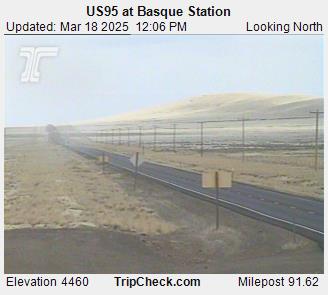 US95 at Basque Station
Updated: Mar 18 2025 12:06 PM Looking North
Elevation 4460 TripCheck.com Milepost 91.62